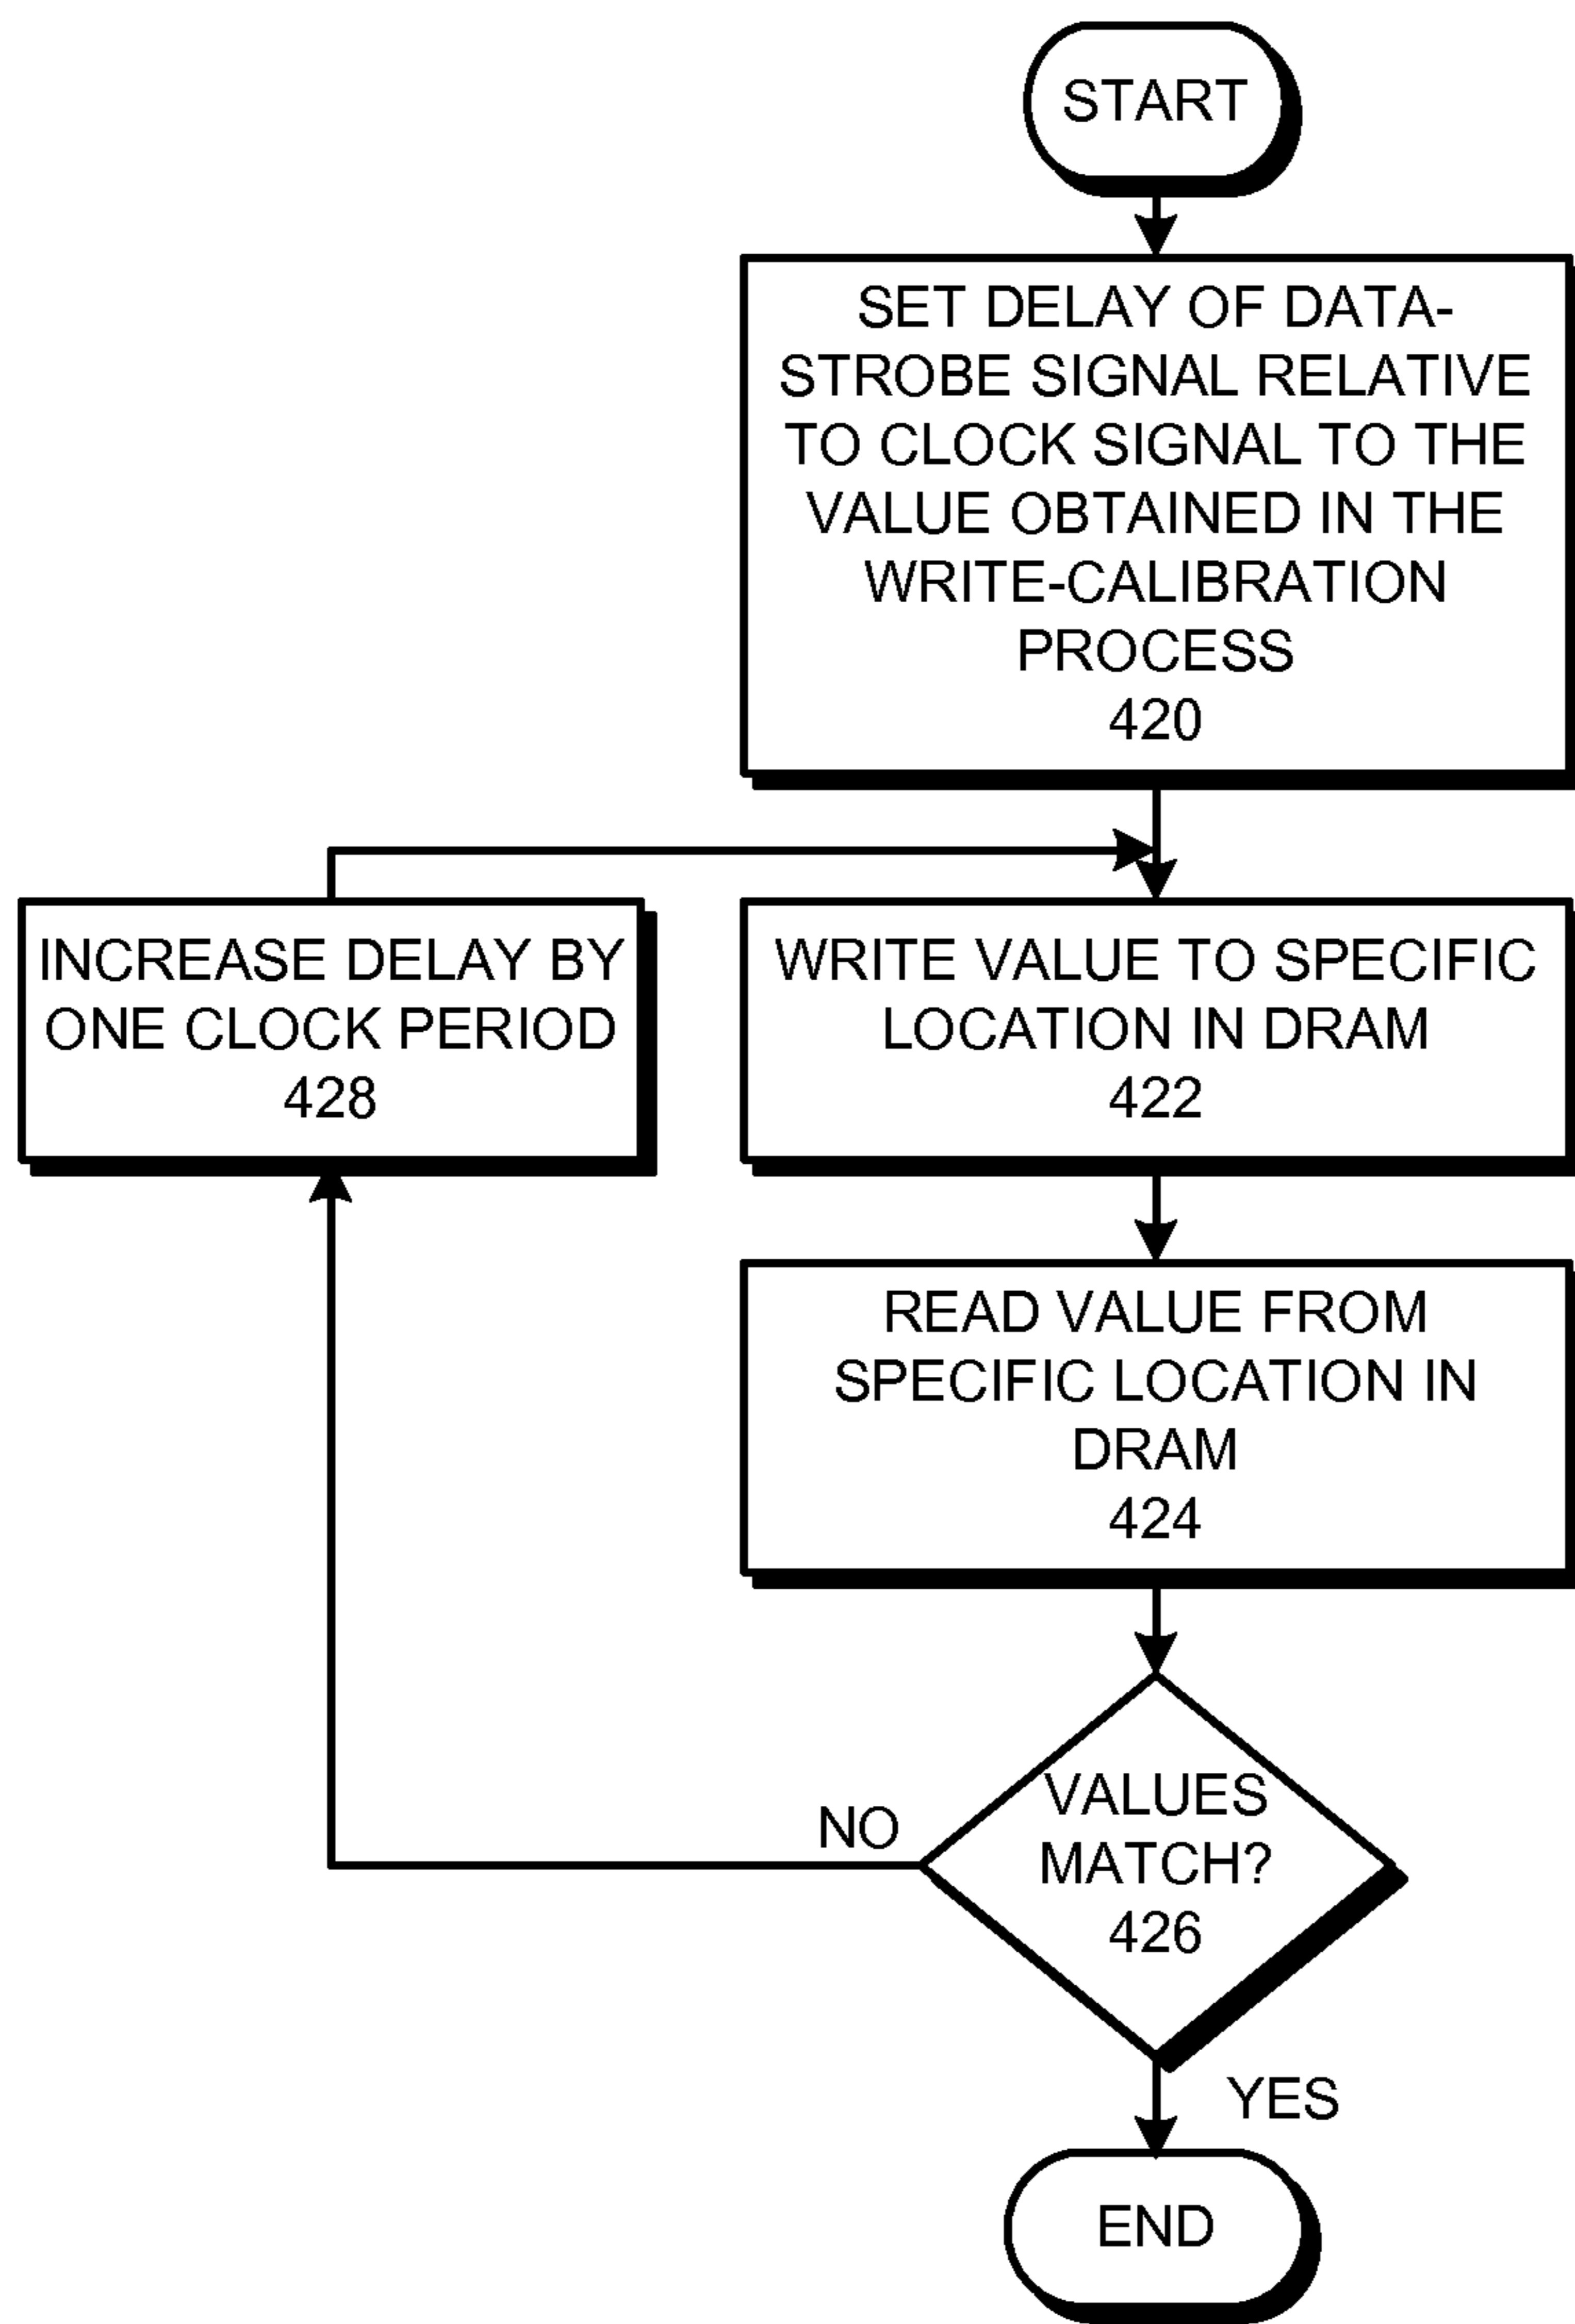 START
SET DELAY OF DATA-
STROBE SIGNAL RELATIVE
TO CLOCK SIGNAL TO THE
VALUE OBTAINED IN THE
WRITE-CALIBRATION
PROCESS
420
INCREASE DELAY BY
ONE CLOCK PERIOD
428
WRITE VALUE TO SPECIFIC
LOCATION IN DRAM
422
READ VALUE FROM
SPECIFIC LOCATION IN
DRAM
424
VALUES
MATCH?
426
NO
YES
END